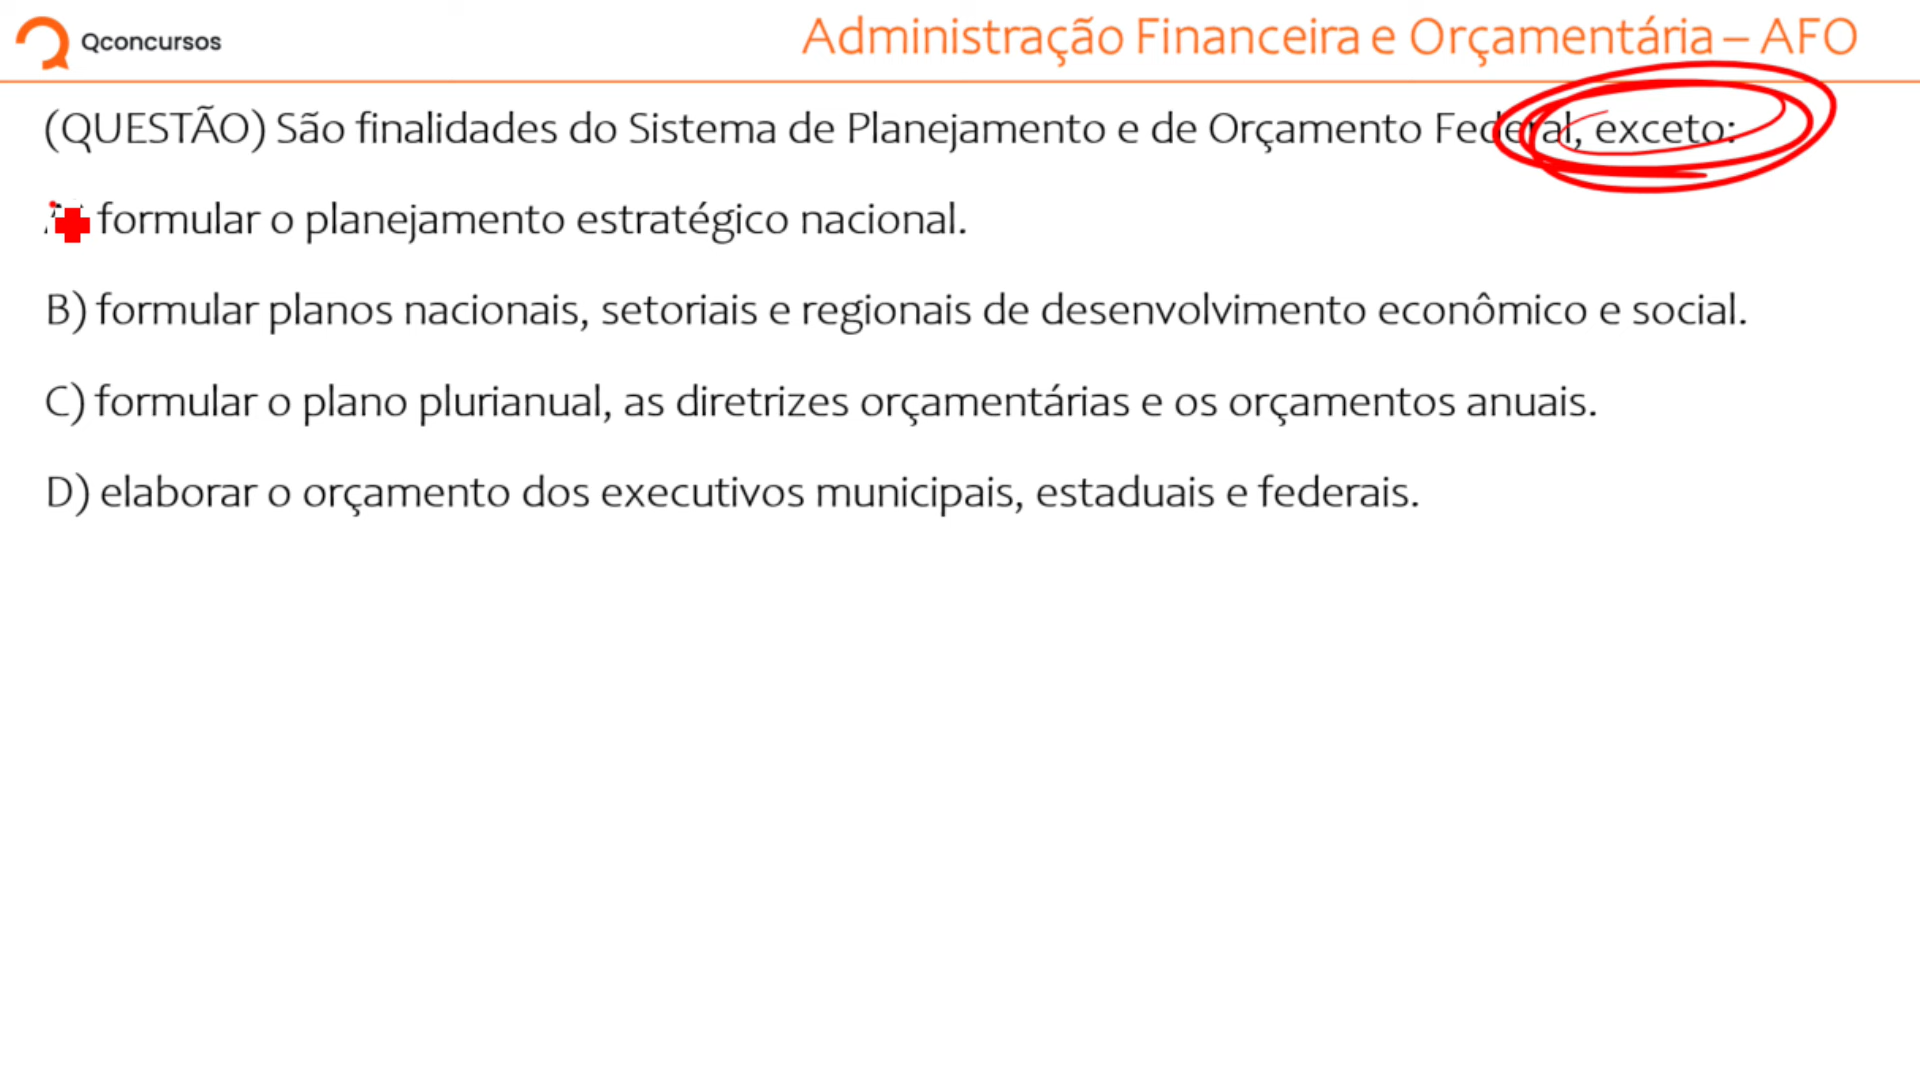 Qconcursos
Administração Financeira e Orçamentária – AFO
(QUESTÃO) São finalidades do Sistema de Planejamento e de Orçamento Federal, exceto:
formular o planejamento estratégico nacional.
B) formular planos nacionais, setoriais e regionais de desenvolvimento econômico e social.
C) formular o plano plurianual, as diretrizes orçamentárias e os orçamentos anuais.
D) elaborar o orçamento dos executivos municipais, estaduais e federais.